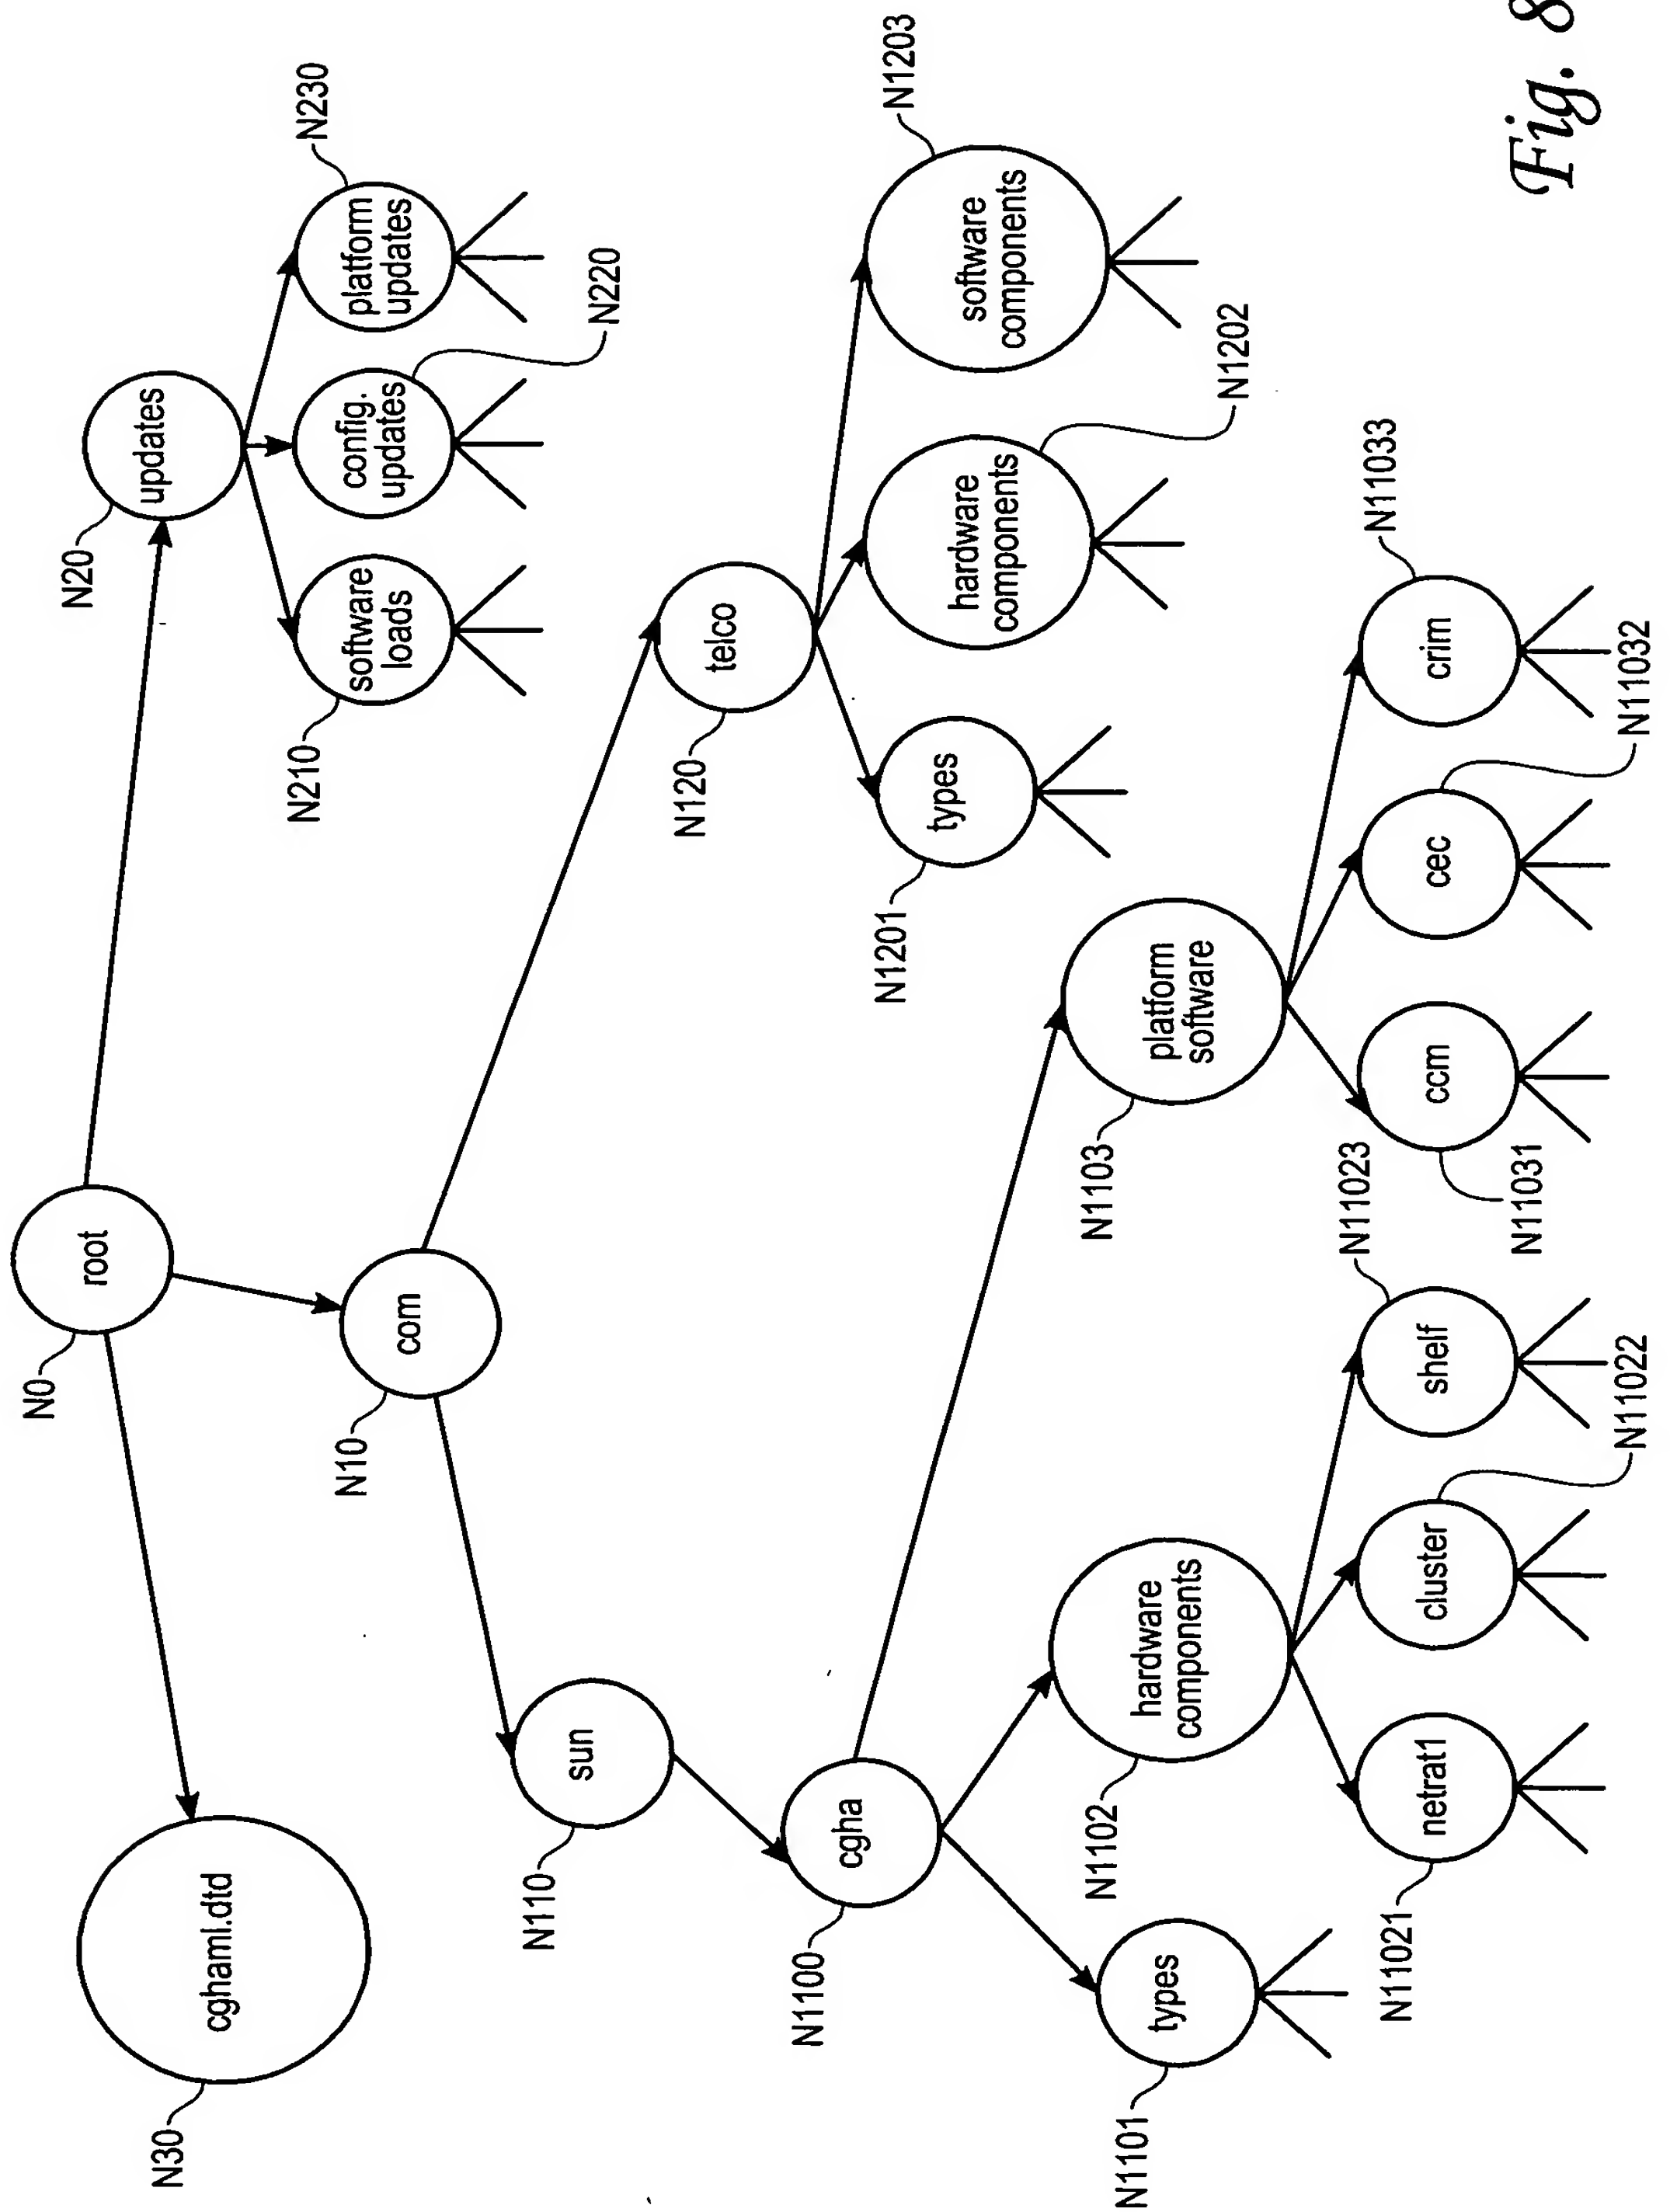 N0
root
N20
updates
N30
cghaml.dtd
N210
software
loads
config.
updates
N220
platform
updates
N230
N10
com
N110
sun
N120
telco
N1100
cgha
N1201
types
hardware
components
N1202
software
components
N1203
N1101
types
N1102
hardware
components
N1103
platform
software
N11021
netrat1
cluster
N11022
shelf
N11023
ccm
N11031
cec
N11032
crim
N11033
Fig. 8